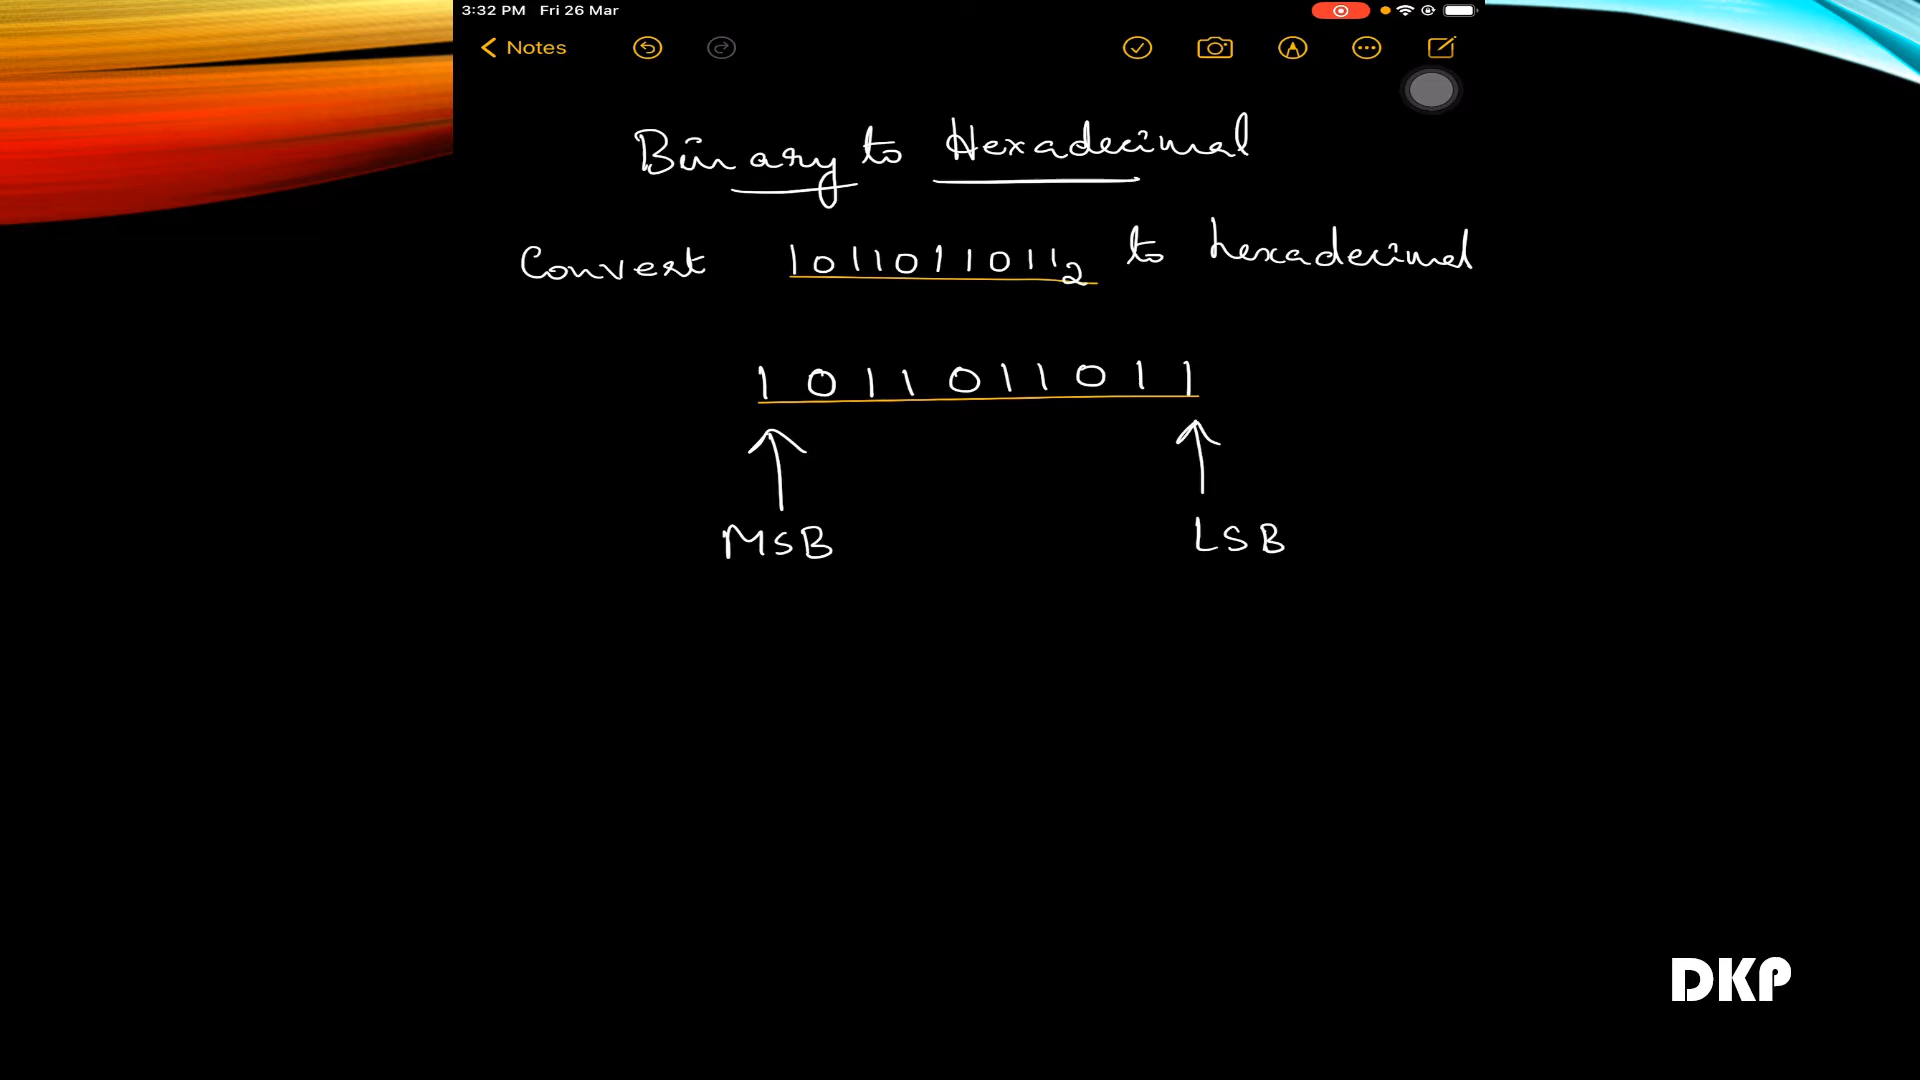 3:32 PM Fri 26 Mar
Notes
Binary to Hexadecimal
Convert 10110110112 to hexadecimal
1 0 1 1 0 1 1 0 1 1
MSB LSB
DKP